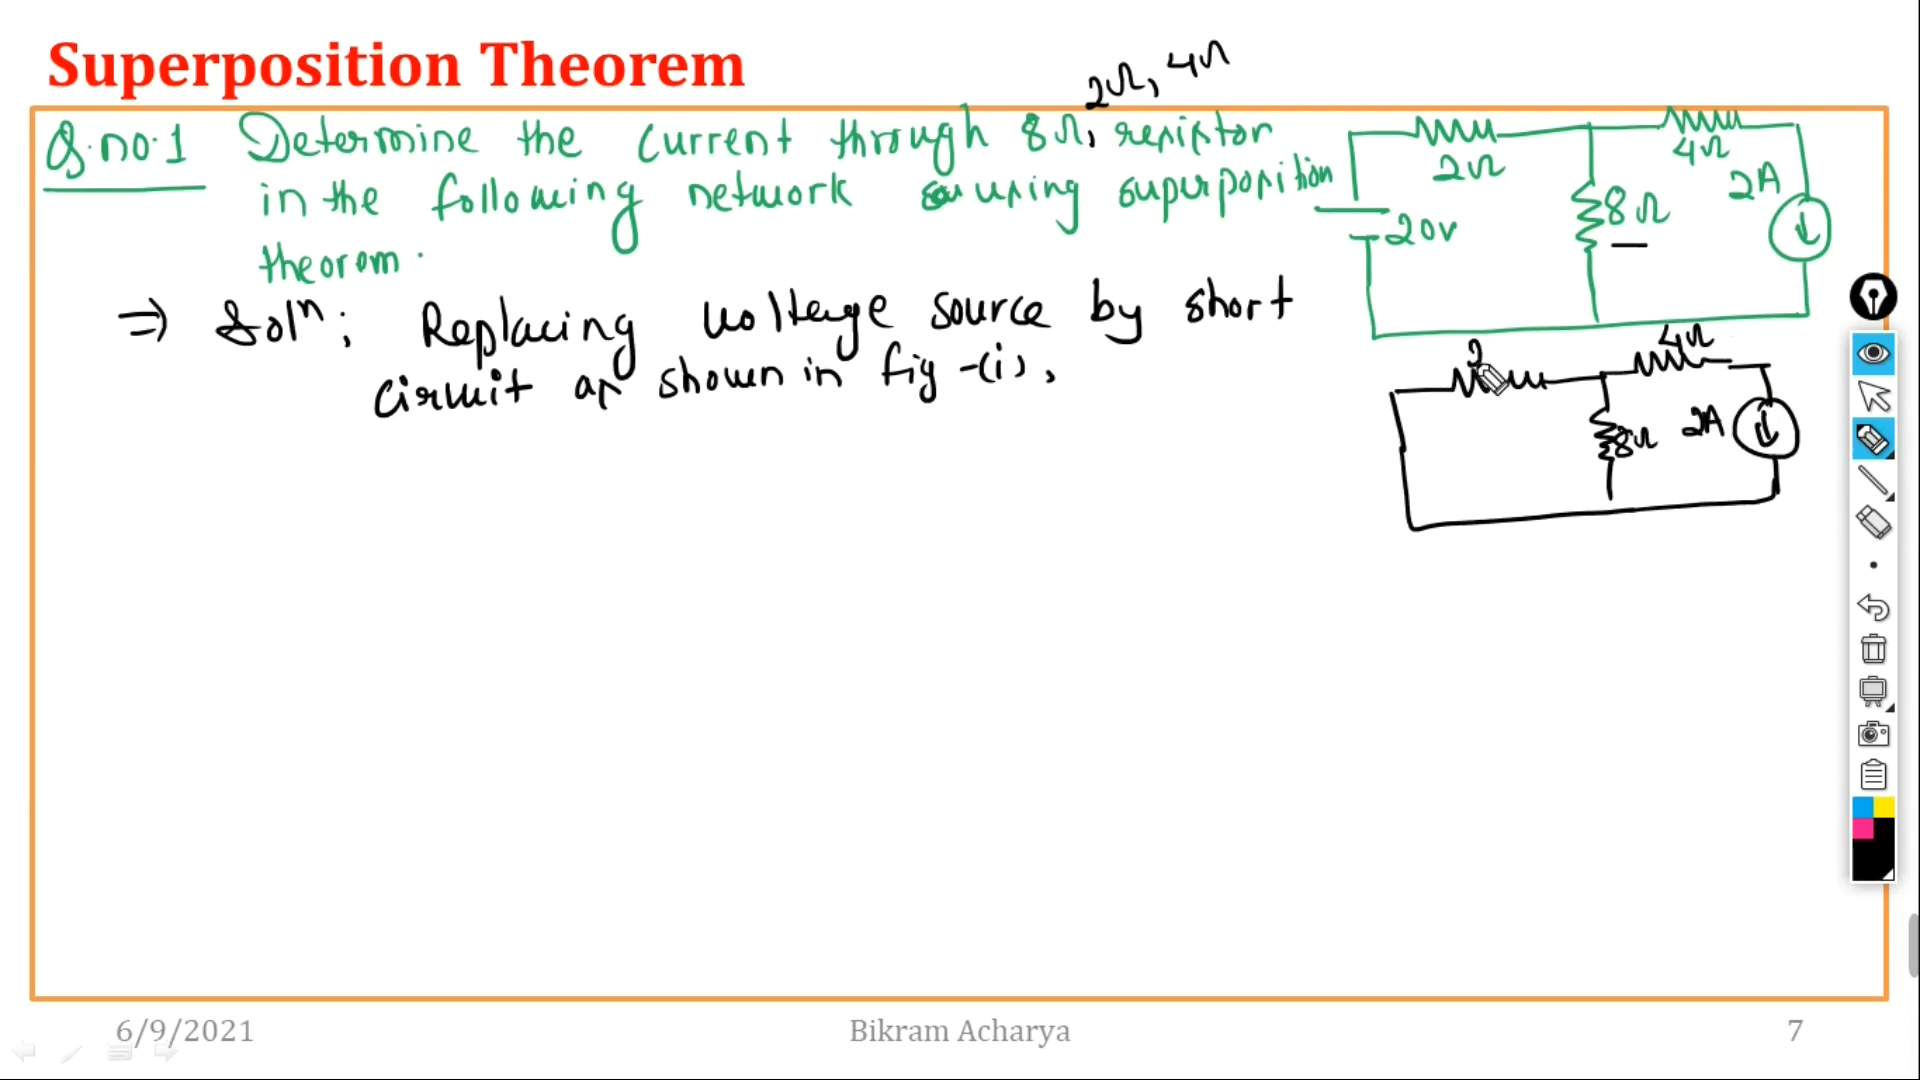 Superposition Theorem
2Ω, 4Ω
Q.no.1 Determine the current through 8Ω, resistor
in the following network using superposition
theorem.
2Ω
4Ω
2A
8Ω
20V
⇒ Solⁿ; Replacing voltage source by short
circuit as shown in fig-(i),
2
4Ω
8Ω 2A
6/9/2021 Bikram Acharya 7